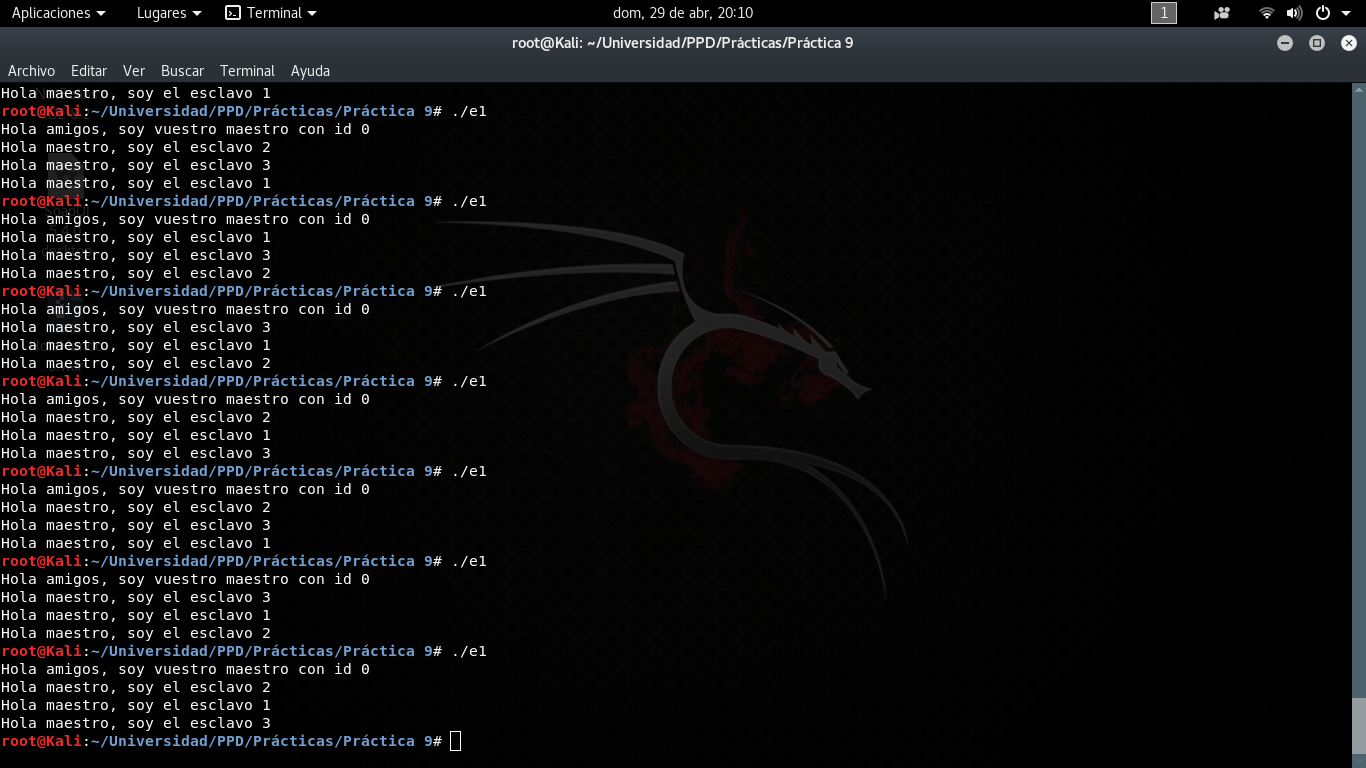 Aplicaciones Lugares Terminal dom, 29 de abr, 20:10 1
root@Kali: ~/Universidad/PPD/Prácticas/Práctica 9
Archivo Editar Ver Buscar Terminal Ayuda
Hola maestro, soy el esclavo 1
root@Kali:~/Universidad/PPD/Prácticas/Práctica 9# ./e1
Hola amigos, soy vuestro maestro con id 0
Hola maestro, soy el esclavo 2
Hola maestro, soy el esclavo 3
Hola maestro, soy el esclavo 1
root@Kali:~/Universidad/PPD/Prácticas/Práctica 9# ./e1
Hola amigos, soy vuestro maestro con id 0
Hola maestro, soy el esclavo 1
Hola maestro, soy el esclavo 3
Hola maestro, soy el esclavo 2
root@Kali:~/Universidad/PPD/Prácticas/Práctica 9# ./e1
Hola amigos, soy vuestro maestro con id 0
Hola maestro, soy el esclavo 3
Hola maestro, soy el esclavo 1
Hola maestro, soy el esclavo 2
root@Kali:~/Universidad/PPD/Prácticas/Práctica 9# ./e1
Hola amigos, soy vuestro maestro con id 0
Hola maestro, soy el esclavo 2
Hola maestro, soy el esclavo 1
Hola maestro, soy el esclavo 3
root@Kali:~/Universidad/PPD/Prácticas/Práctica 9# ./e1
Hola amigos, soy vuestro maestro con id 0
Hola maestro, soy el esclavo 2
Hola maestro, soy el esclavo 3
Hola maestro, soy el esclavo 1
root@Kali:~/Universidad/PPD/Prácticas/Práctica 9# ./e1
Hola amigos, soy vuestro maestro con id 0
Hola maestro, soy el esclavo 3
Hola maestro, soy el esclavo 1
Hola maestro, soy el esclavo 2
root@Kali:~/Universidad/PPD/Prácticas/Práctica 9# ./e1
Hola amigos, soy vuestro maestro con id 0
Hola maestro, soy el esclavo 2
Hola maestro, soy el esclavo 1
Hola maestro, soy el esclavo 3
root@Kali:~/Universidad/PPD/Prácticas/Práctica 9#